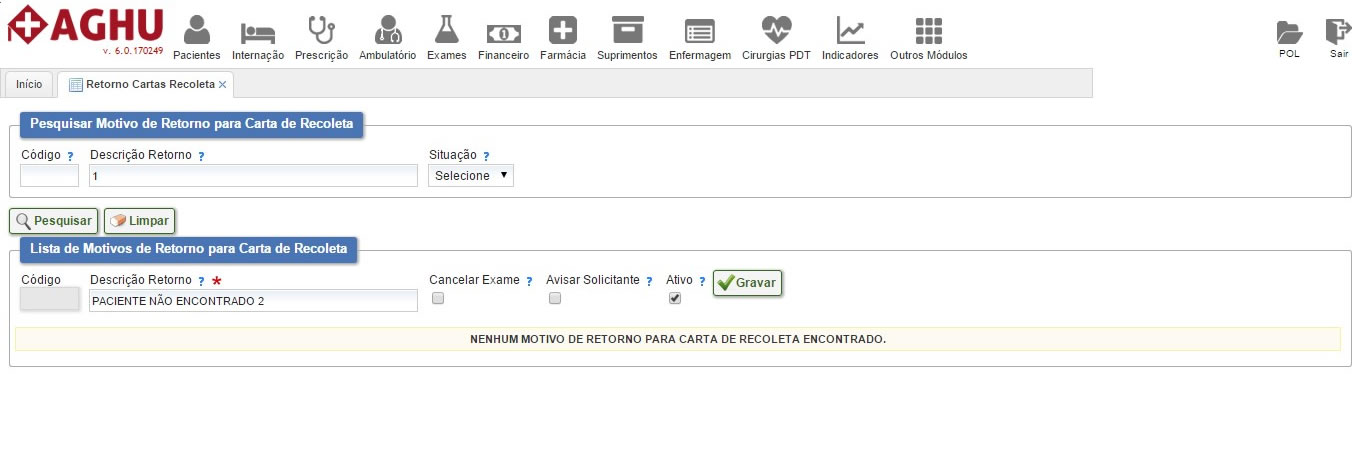 AGHU
v. 6.0.170249
Pacientes Internação Prescrição Ambulatório Exames Financeiro Farmácia Suprimentos Enfermagem Cirurgias PDT Indicadores Outros Módulos POL Sair
Início Retorno Cartas Recoleta
Pesquisar Motivo de Retorno para Carta de Recoleta
Código ? Descrição Retorno ? Situação ?
1 Selecione
Pesquisar Limpar
Lista de Motivos de Retorno para Carta de Recoleta
Código Descrição Retorno ? * Cancelar Exame ? Avisar Solicitante ? Ativo ? Gravar
PACIENTE NÃO ENCONTRADO 2
NENHUM MOTIVO DE RETORNO PARA CARTA DE RECOLETA ENCONTRADO.